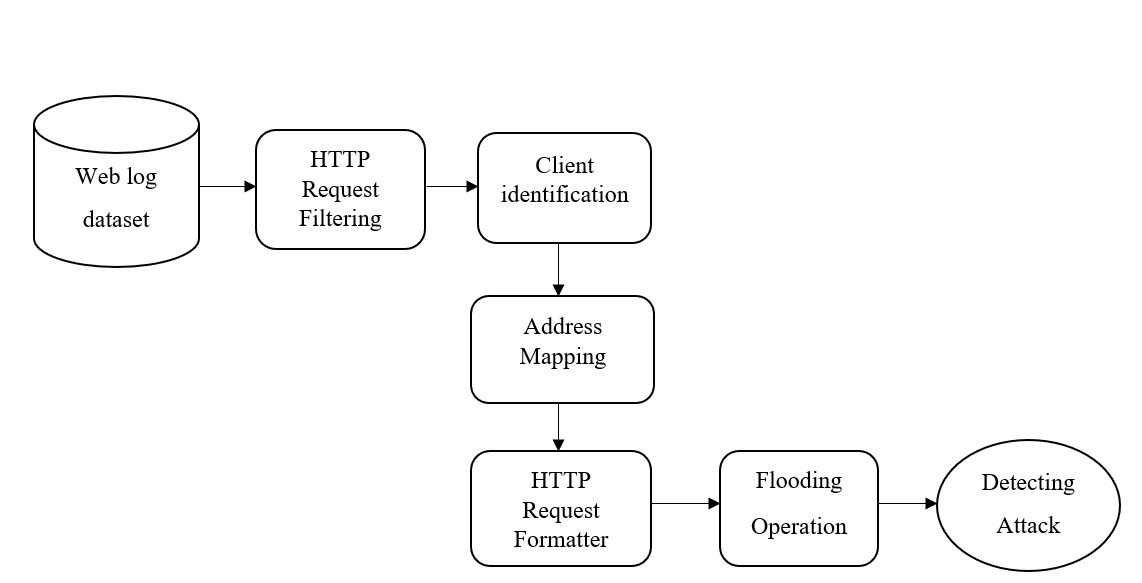 Web log
dataset
HTTP
Request
Filtering
Client
identification
Address
Mapping
HTTP
Request
Formatter
Flooding
Operation
Detecting
Attack